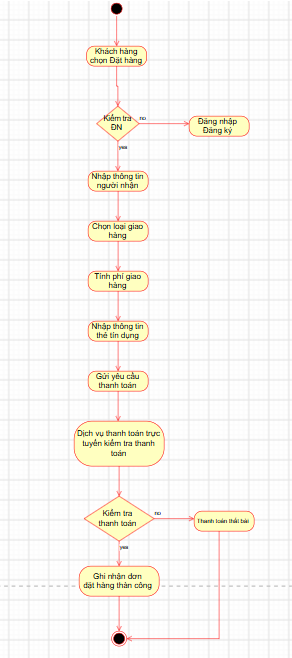 Khách hàng
chọn Đặt hàng
Kiểm tra
ĐN
no
Đăng nhập
Đăng ký
yes
Nhập thông tin
người nhận
Chọn loại giao
hàng
Tính phí giao
hàng
Nhập thông tin
thẻ tín dụng
Gửi yêu cầu
thanh toán
Dịch vụ thanh toán trực
tuyến kiểm tra thanh
toán
Kiểm tra
thanh toán
no
Thanh toán thất bài
yes
Ghi nhận đơn
đặt hàng thàn công